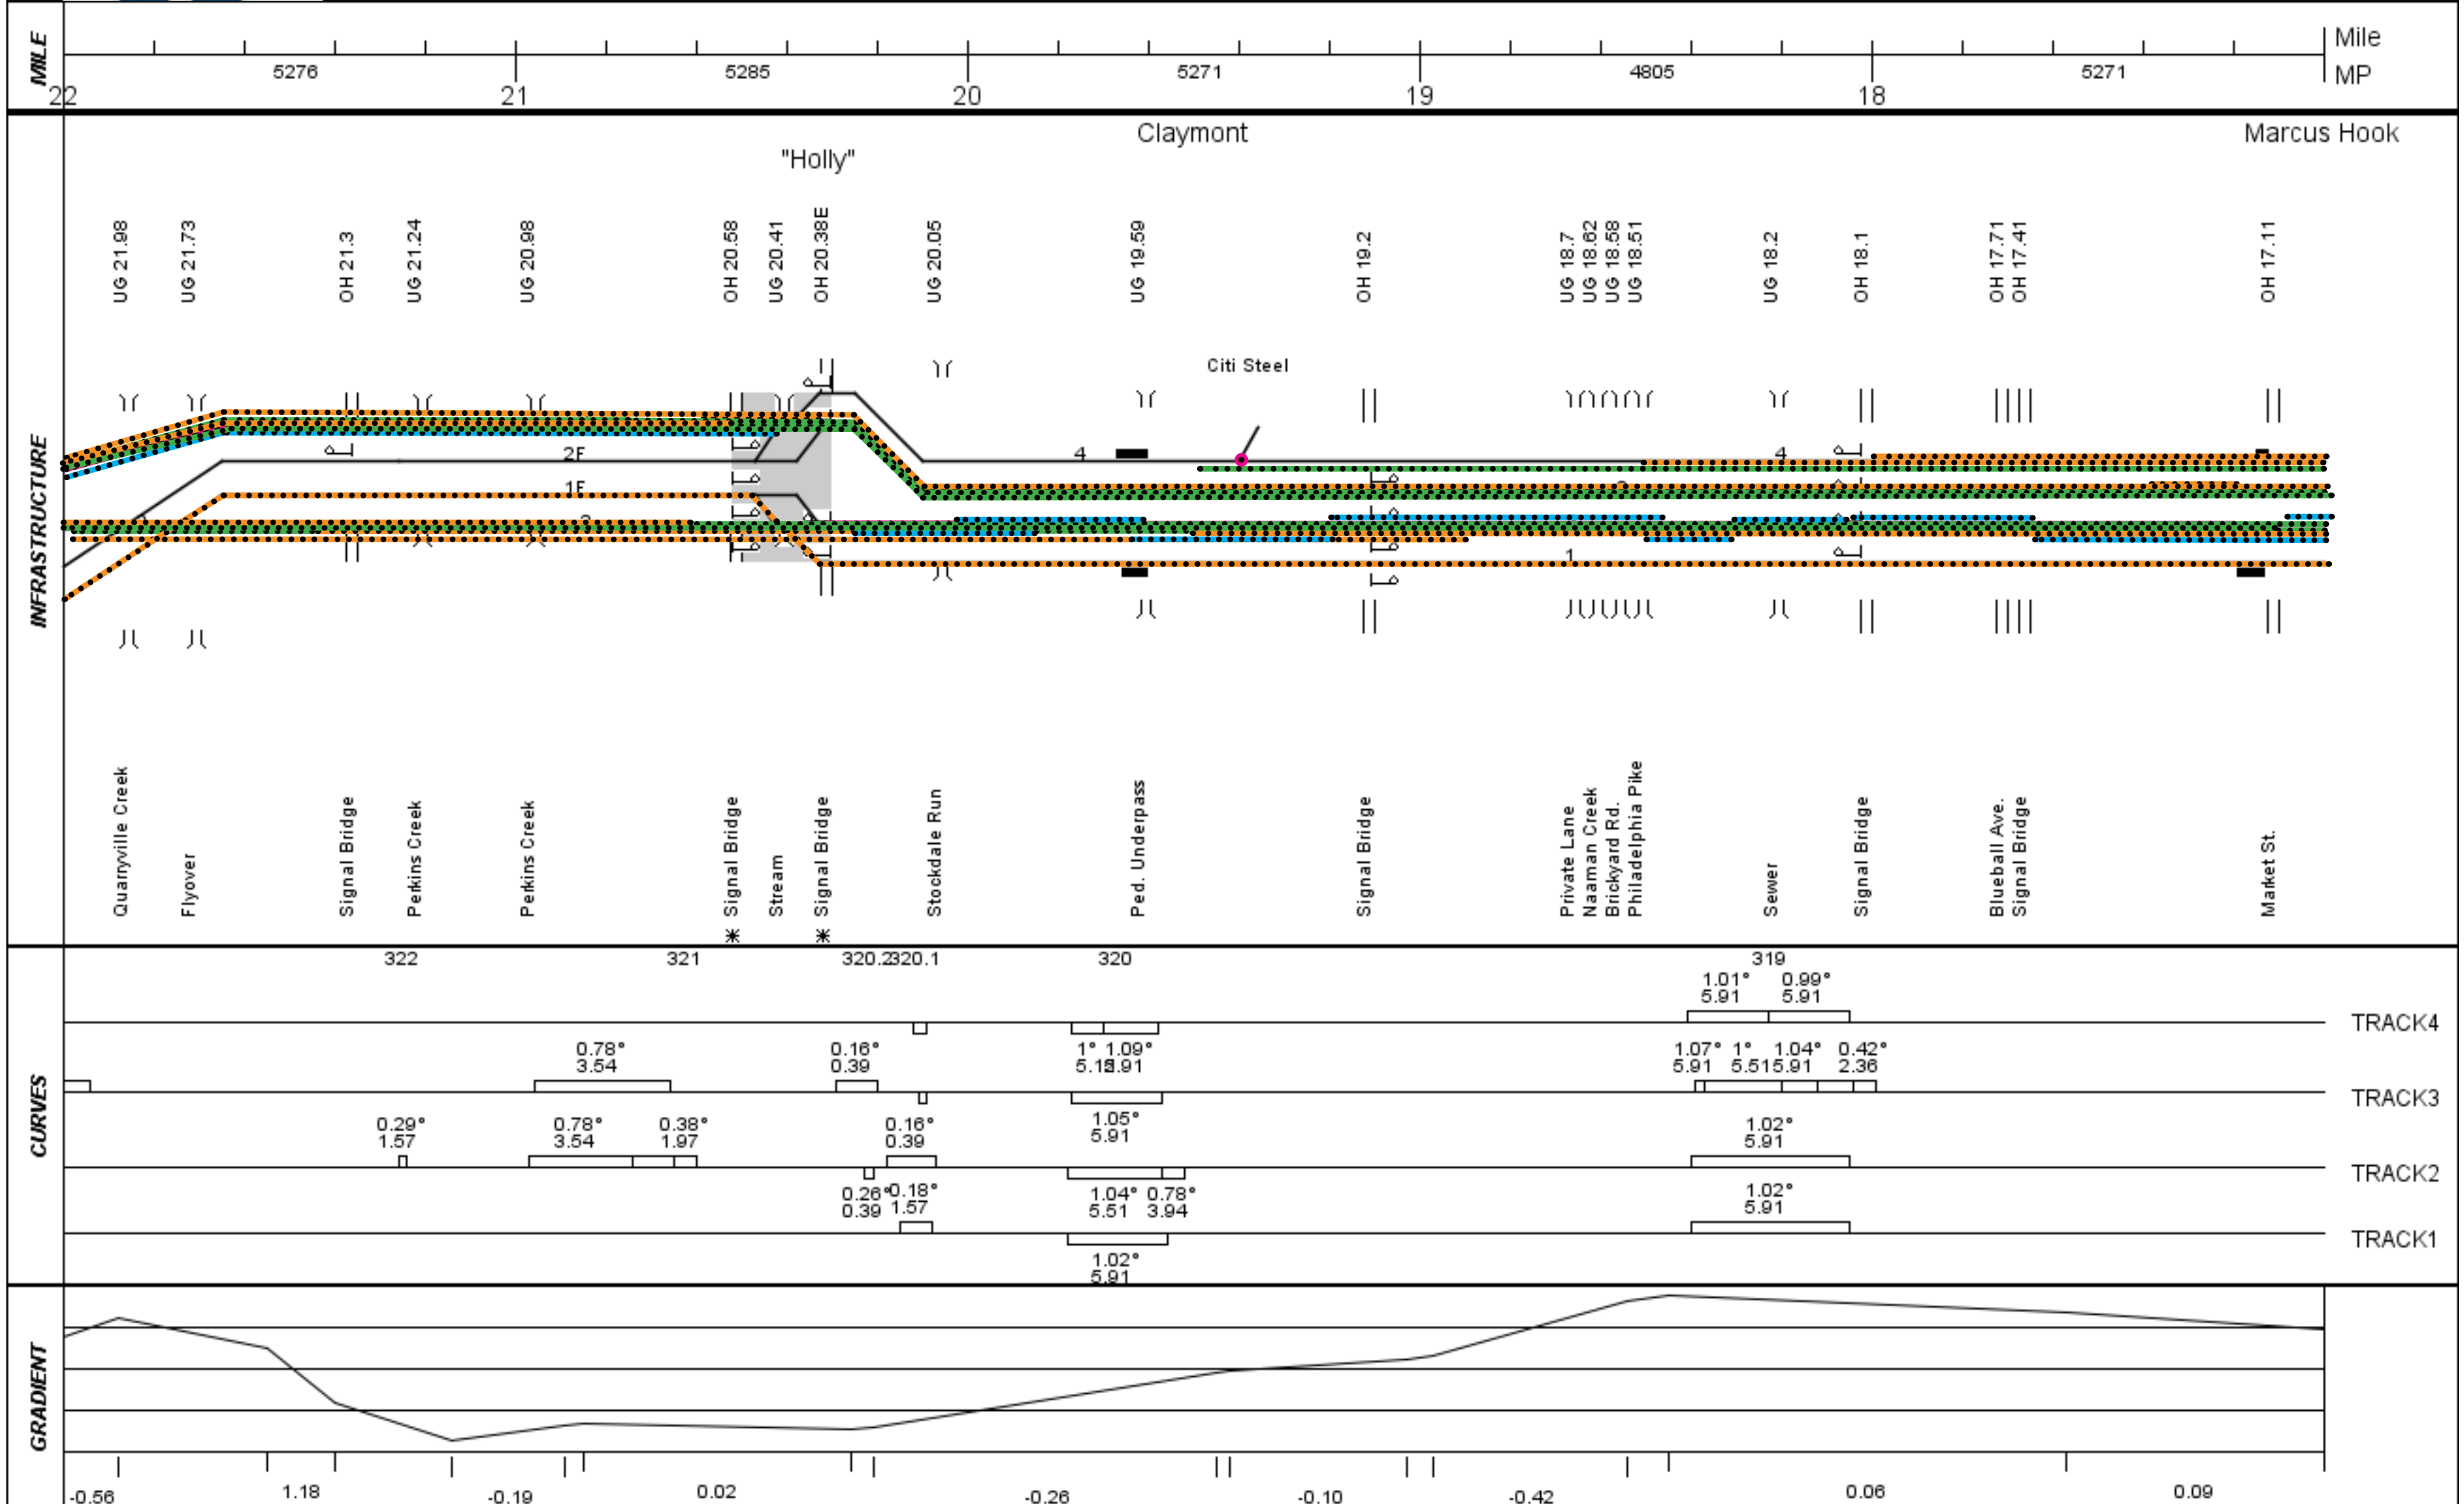 MILE
Mile
5276
5285
5271
4805
5271
MP
22
21
20
19
18
Claymont
Marcus Hook
"Holly"
UG 21.98
UG 21.73
OH 21.3
UG 21.24
UG 20.98
OH 20.58
UG 20.41
OH 20.38E
UG 20.05
UG 19.59
OH 19.2
UG 18.7
UG 18.62
UG 18.58
UG 18.51
UG 18.2
OH 18.1
OH 17.71
OH 17.41
OH 17.11
Citi Steel
INFRASTRUCTURE
2F
4
4
1F
1
Quarryville Creek
Flyover
Signal Bridge
Perkins Creek
Perkins Creek
Signal Bridge
Stream
Signal Bridge
Stockdale Run
Ped. Underpass
Signal Bridge
Private Lane
Naaman Creek
Brickyard Rd.
Philadelphia Pike
Sewer
Signal Bridge
Blueball Ave.
Signal Bridge
Market St.
CURVES
322
321
320.2
320.1
320
319
1.01° 0.99°
5.91 5.91
TRACK4
0.78° 0.16° 1° 1.09° 1.07° 1° 1.04° 0.42°
3.54 0.39 5.91 5.51 5.91 2.36
TRACK3
0.29° 0.78° 0.38° 0.16° 1.05° 1.02°
1.57 3.54 1.97 0.39 5.91 5.91
TRACK2
0.26° 0.18° 1.04° 0.78° 1.02°
0.39 1.57 5.51 3.94 5.91
TRACK1
1.02°
5.91
GRADIENT
-0.56
1.18
-0.19
0.02
-0.26
-0.10
-0.42
0.06
0.09